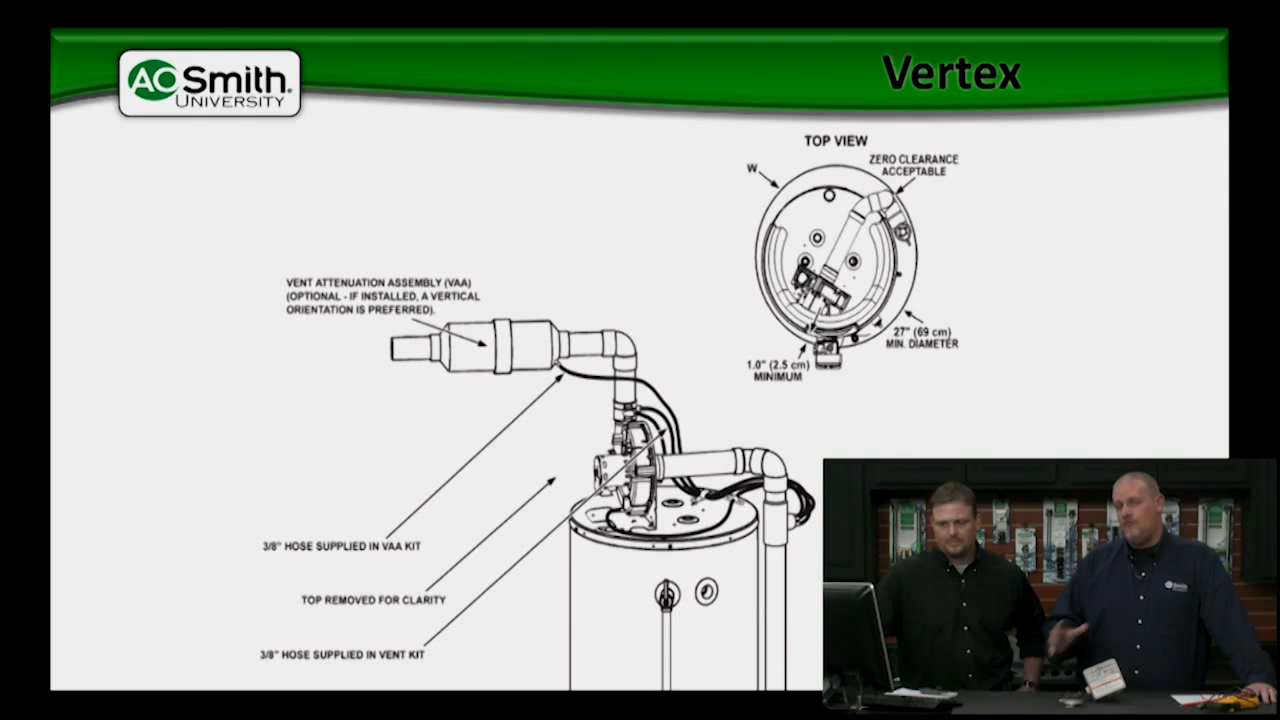 AO Smith.
UNIVERSITY
Vertex
TOP VIEW
W
ZERO CLEARANCE
ACCEPTABLE
27" (69 cm)
MIN. DIAMETER
1.0" (2.5 cm)
MINIMUM
VENT ATTENUATION ASSEMBLY (VAA)
(OPTIONAL - IF INSTALLED, A VERTICAL
ORIENTATION IS PREFERRED).
3/8" HOSE SUPPLIED IN VAA KIT
TOP REMOVED FOR CLARITY
3/8" HOSE SUPPLIED IN VENT KIT
Smith